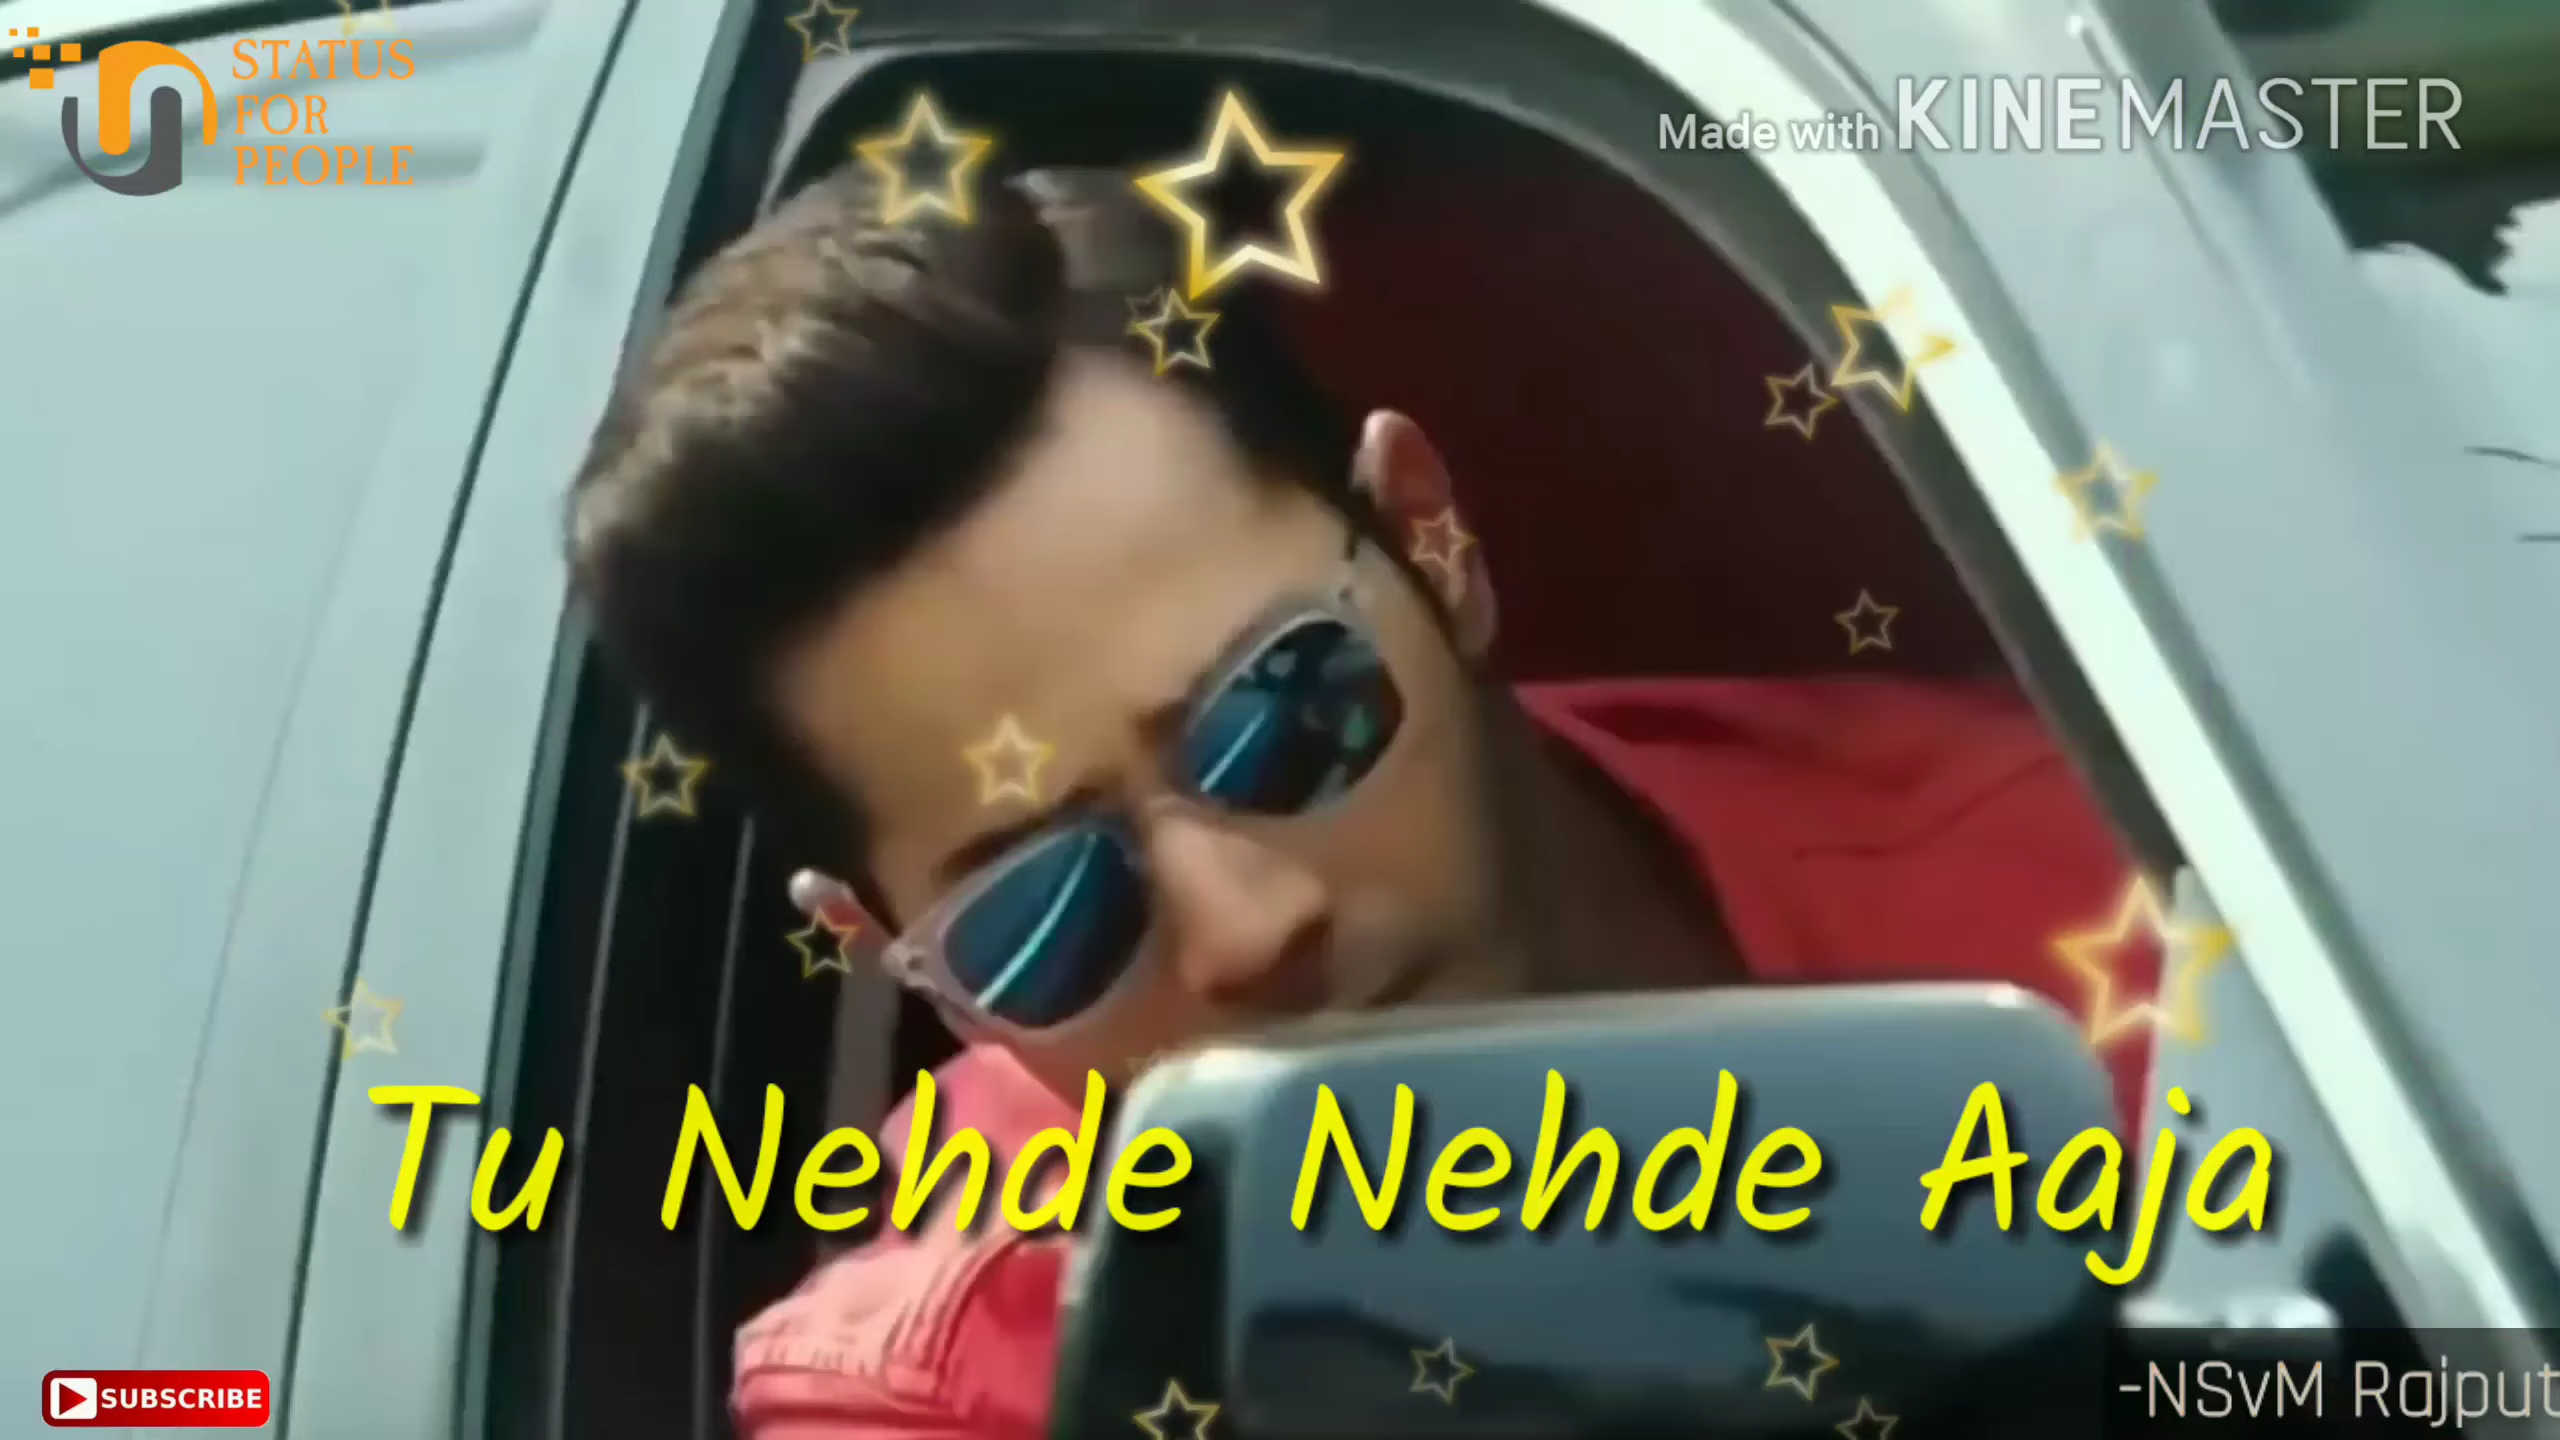 STATUS
FOR
PEOPLE
Made with KINEMASTER
Tu Nehde Nehde Aaja
SUBSCRIBE
-NSvM Rajput